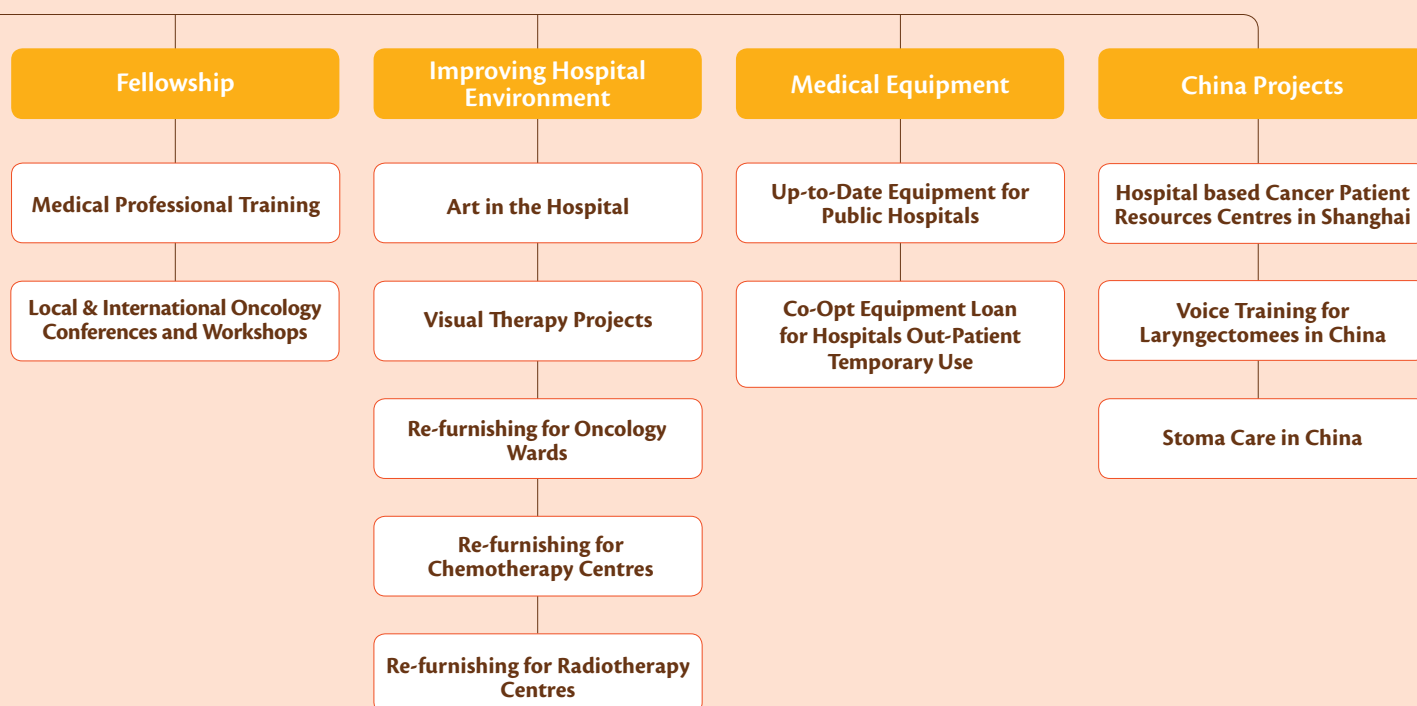 Fellowship
Medical Professional Training
Local & International Oncology
Conferences and Workshops
Improving Hospital
Environment
Art in the Hospital
Visual Therapy Projects
Re-furnishing for Oncology
Wards
Re-furnishing for
Chemotherapy Centres
Re-furnishing for Radiotherapy
Centres
Medical Equipment
Up-to-Date Equipment for
Public Hospitals
Co-Opt Equipment Loan
for Hospitals Out-Patient
Temporary Use
China Projects
Hospital based Cancer Patient
Resources Centres in Shanghai
Voice Training for
Laryngectomees in China
Stoma Care in China